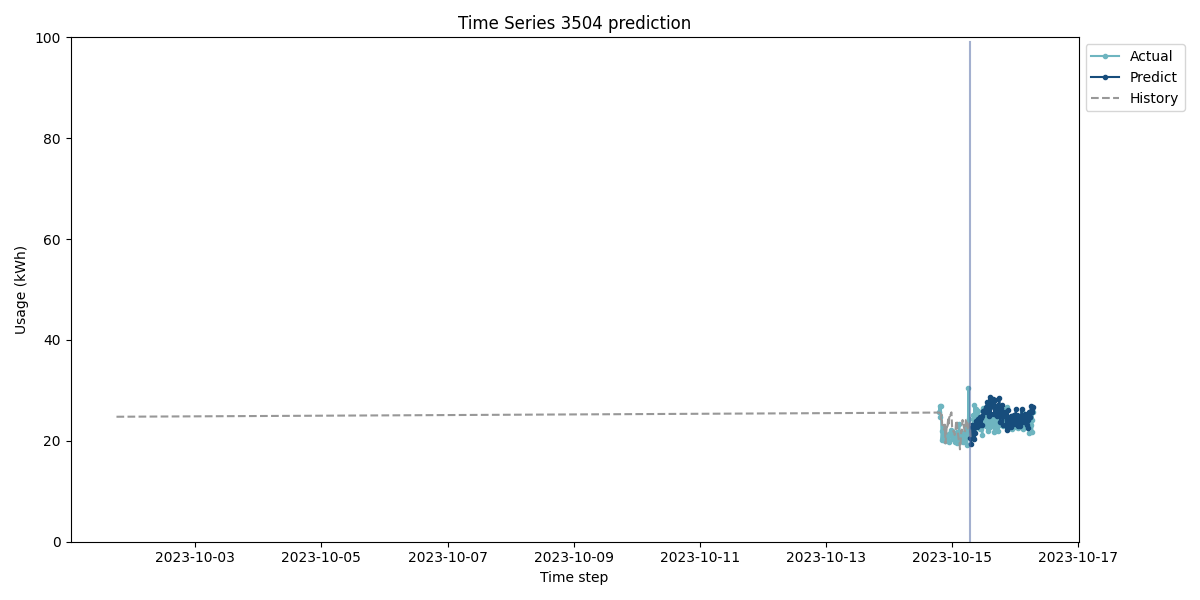 Time Series 3504 prediction
Usage (kWh)
100
80
60
40
20
0
2023-10-03
2023-10-05
2023-10-07
2023-10-09
2023-10-11
2023-10-13
2023-10-15
2023-10-17
Time step
Actual
Predict
History